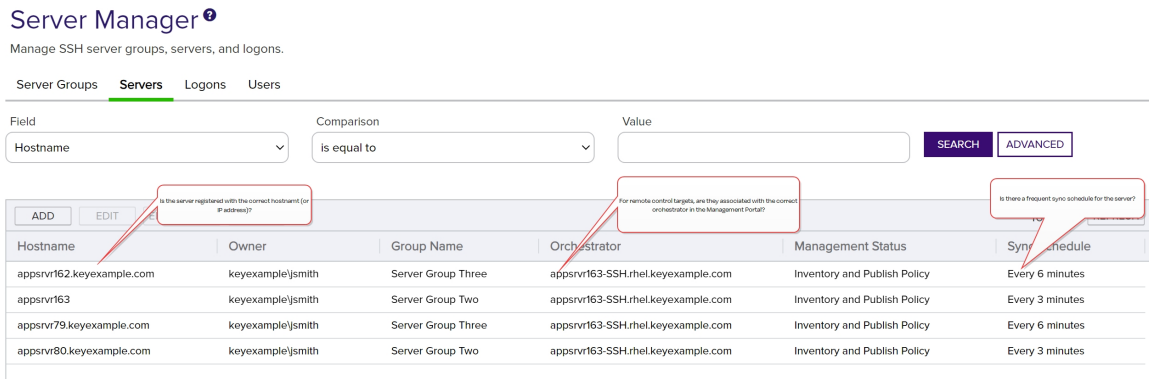 Server Manager ?
Manage SSH server groups, servers, and logons.
Server Groups Servers Logons Users
Field Comparison Value
Hostname is equal to SEARCH ADVANCED
Is the server registered with the correct hostnamt (or
IP address)?
For remote control targets, are they associated with the correct
orchestrator in the Management Portal?
Is there a frequent sync schedule for the server?
ADD EDIT
Hostname Owner Group Name Orchestrator Management Status Sync Schedule
appsrvr162.keyexample.com keyexample\jsmith Server Group Three appsrvr163-SSH.rhel.keyexample.com Inventory and Publish Policy Every 6 minutes
appsrvr163 keyexample\jsmith Server Group Two appsrvr163-SSH.rhel.keyexample.com Inventory and Publish Policy Every 3 minutes
appsrvr79.keyexample.com keyexample\jsmith Server Group Three appsrvr163-SSH.rhel.keyexample.com Inventory and Publish Policy Every 6 minutes
appsrvr80.keyexample.com keyexample\jsmith Server Group Two appsrvr163-SSH.rhel.keyexample.com Inventory and Publish Policy Every 3 minutes